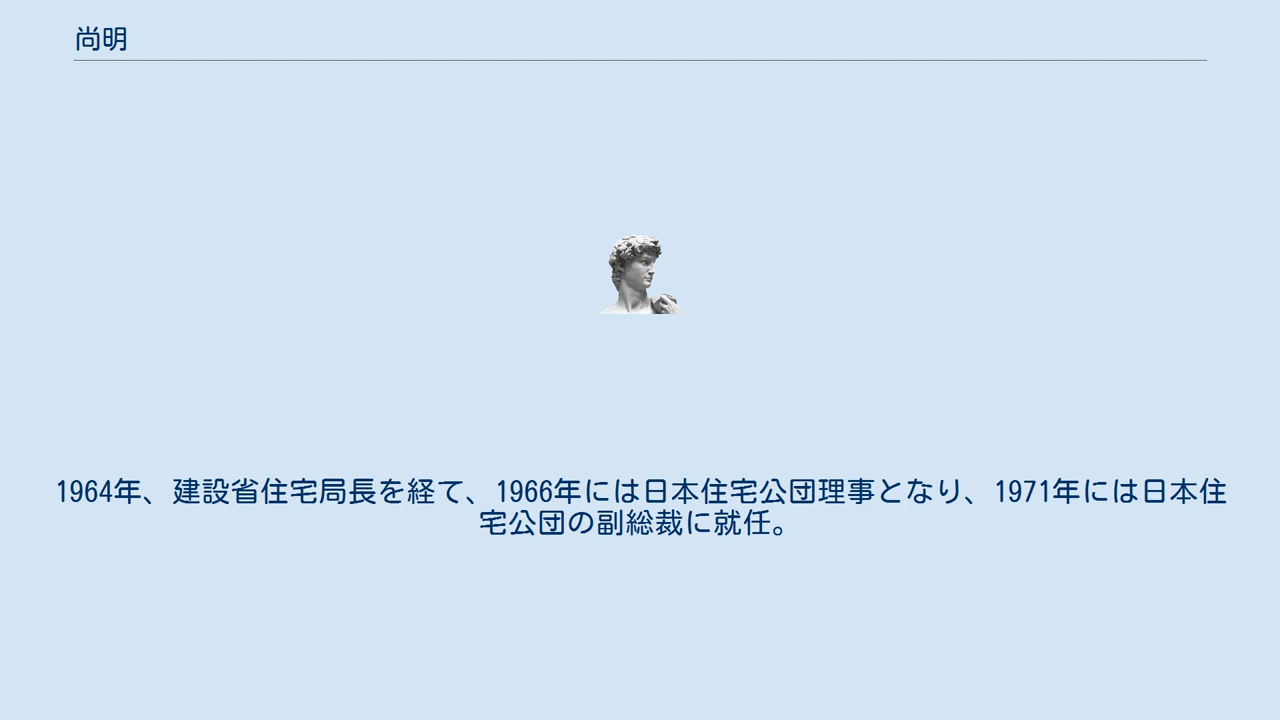 尚明
1964年、建設省住宅局長を経て、1966年には日本住宅公団理事となり、1971年には日本住
宅公団の副総裁に就任。